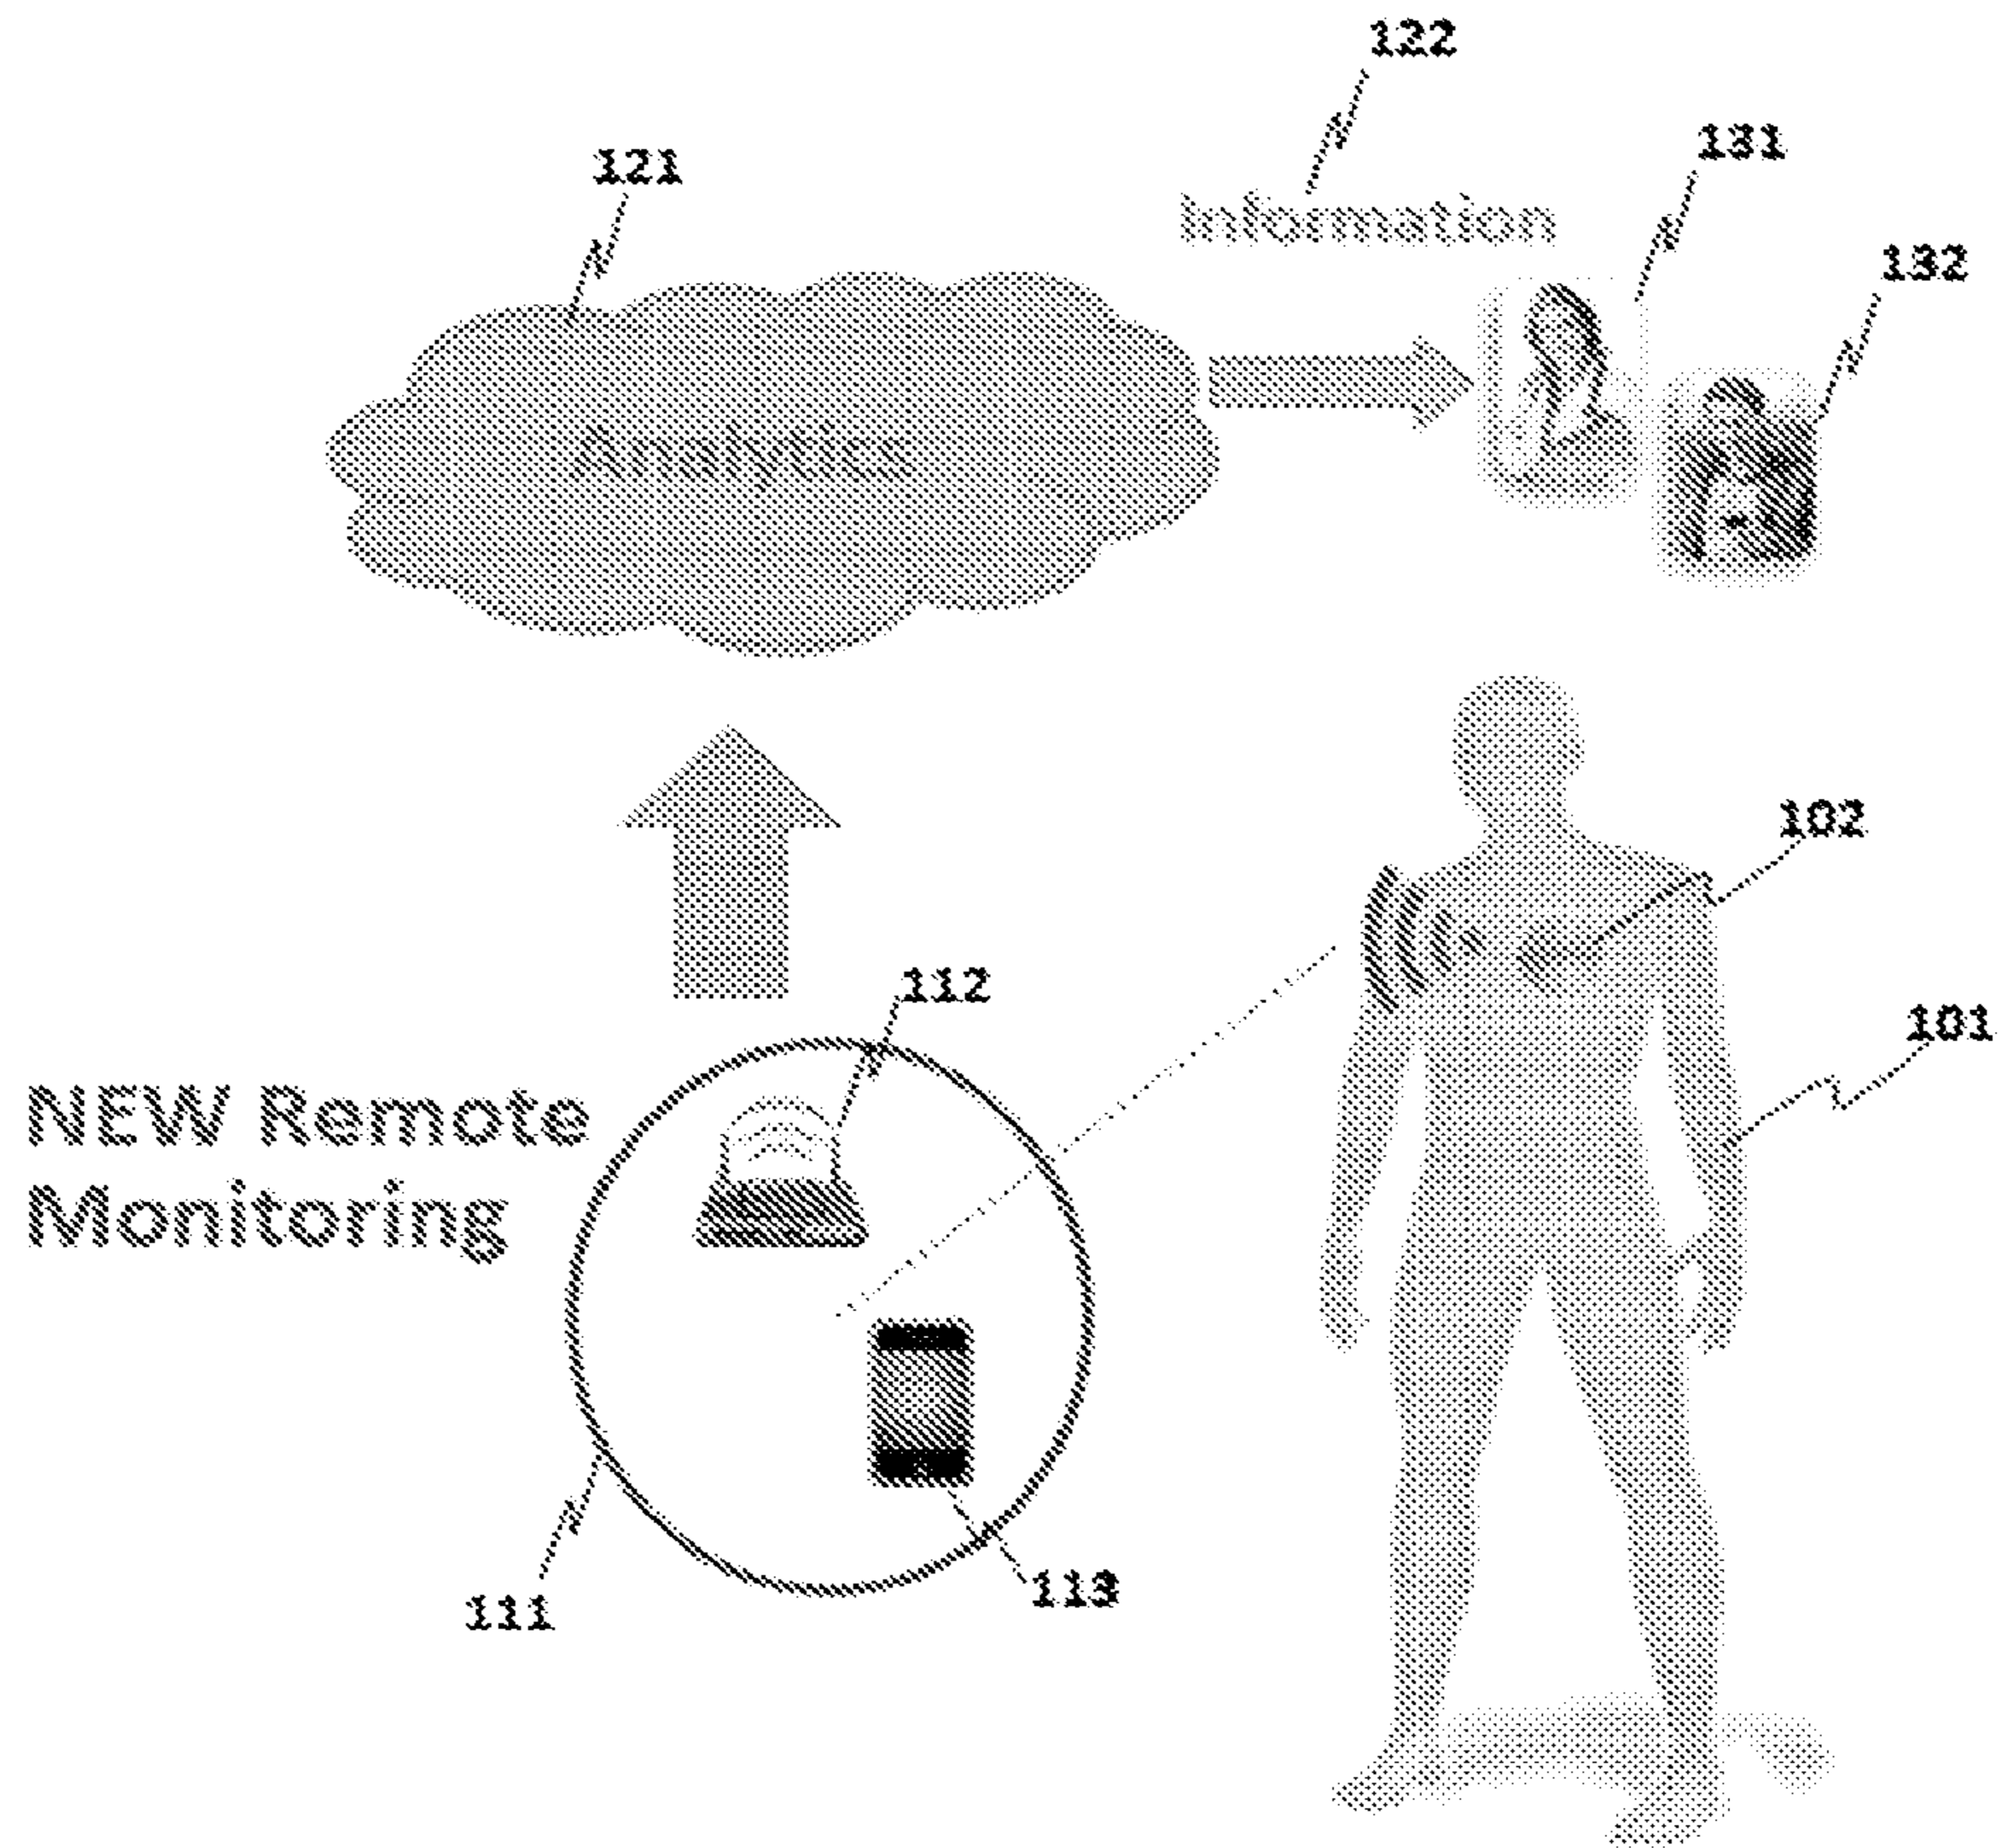 122
131
121
Information
132
Analytics
102
112
101
NEW Remote
Monitoring
113
111